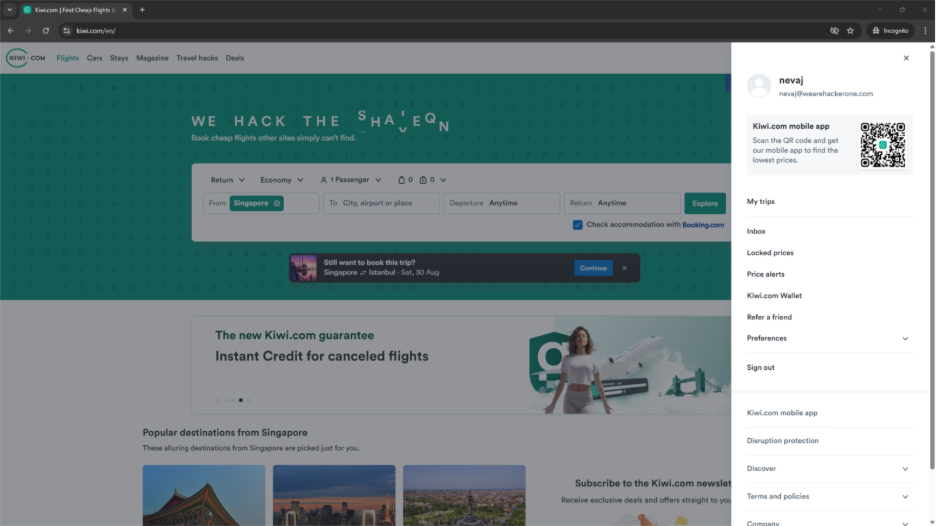 Kiwi.com | Find Cheap Flights &
kiwi.com/en/
Incognito
KIWI•COM
Flights
Cars
Stays
Magazine
Travel hacks
Deals
WE HACK THE
Book cheap flights other sites simply can't find.
Return
Economy
1 Passenger
0
0
From Singapore
To City, airport or place
Departure Anytime
Return Anytime
Explore
Check accommodation with Booking.com
Still want to book this trip?
Singapore ⇄ Istanbul · Sat, 30 Aug
Continue
The new Kiwi.com guarantee
Instant Credit for canceled flights
Popular destinations from Singapore
These alluring destinations from Singapore are picked just for you.
Subscribe to the Kiwi.com newslet
Receive exclusive deals and offers straight to you
nevaj
nevaj@wearehackerone.com
Kiwi.com mobile app
Scan the QR code and get
our mobile app to find the
lowest prices.
My trips
Inbox
Locked prices
Price alerts
Kiwi.com Wallet
Refer a friend
Preferences
Sign out
Kiwi.com mobile app
Disruption protection
Discover
Terms and policies
Company